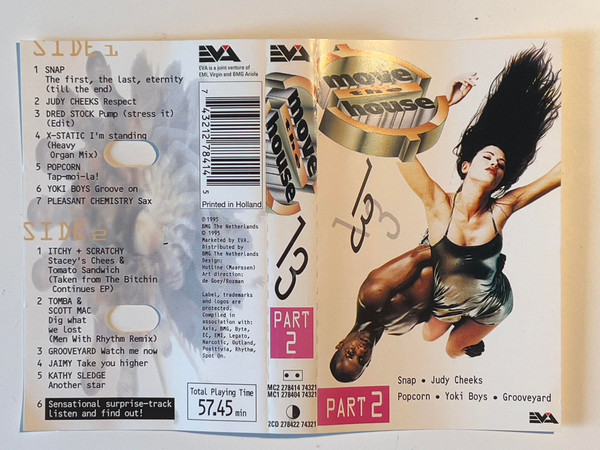 SIDE 1
1 SNAP
The first, the last, eternity
(till the end)
2 JUDY CHEEKS Respect
3 DRED STOCK Pump (stress it)
(Edit)
4 X-STATIC I'm standing
(Heavy
Organ Mix)
5 POPCORN
Tap-moi-la!
6 YOKI BOYS Groove on
7 PLEASANT CHEMISTRY Sax
SIDE 2
1 ITCHY + SCRATCHY
Stacey's Chees &
Tomato Sandwich
(Taken from The Bitchin
Continues EP)
2 TOMBA &
SCOTT MAC
Dig what
we lost
(Men With Rhythm Remix)
3 GROOVEYARD Watch me now
4 JAIMY Take you higher
5 KATHY SLEDGE
Another star
6 Sensational surprise-track
listen and find out!
EVA
EVA is a joint venture of
EMI, Virgin and BMG Ariola
7 43212 78414 5
Printed in Holland
℗ 1995
BMG The Netherlands
© 1995
Marketed by EVA.
Distributed by
BMG The Netherlands
Design:
Hotline (Maarssen)
Art direction:
de Goey/Rozman
Label, trademarks
and logos are
protected.
Compiled in
association with:
Axis, BMG, Byte,
EC, EMI, Legato,
Narcotic, Outland,
Positivia, Rhythm,
Spot On.
Total Playing Time
57.45 min
EVA
move
the
house
13
PART
2
MC2 278414 74321
MC1 278404 74321
2CD 278422 74321
move
the
house
13
PART 2
Snap • Judy Cheeks
Popcorn • Yoki Boys • Grooveyard
EVA